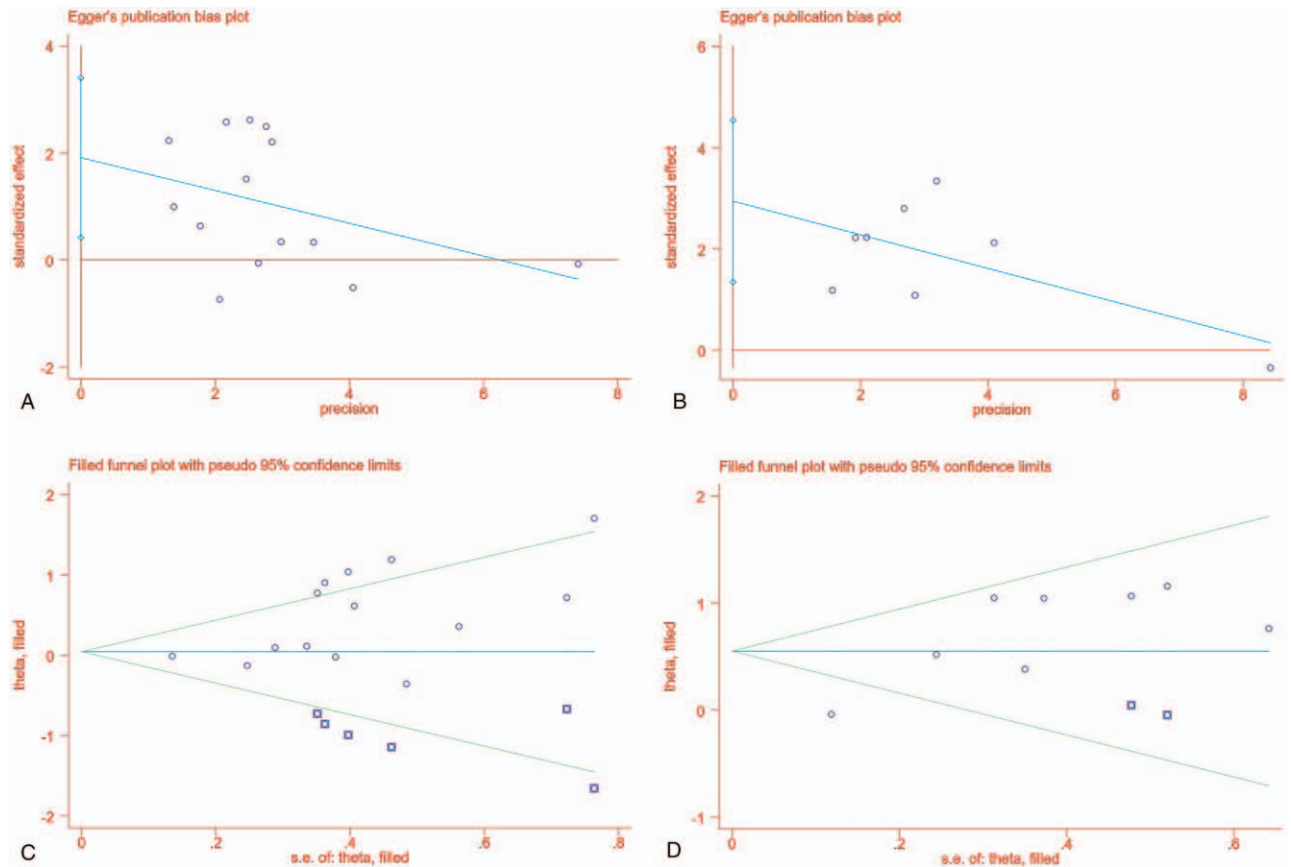 Egger's publication bias plot
4
2
0
-2
standardized effect
0
2
4
6
8
precision
A
Egger's publication bias plot
6
4
2
0
standardized effect
0
2
4
6
8
precision
B
Filled funnel plot with pseudo 95% confidence limits
2
1
0
-1
-2
theta, filled
0
.2
.4
.6
.8
s.e. of: theta, filled
C
Filled funnel plot with pseudo 95% confidence limits
2
1
0
-1
theta, filled
0
.2
.4
.6
s.e. of: theta, filled
D